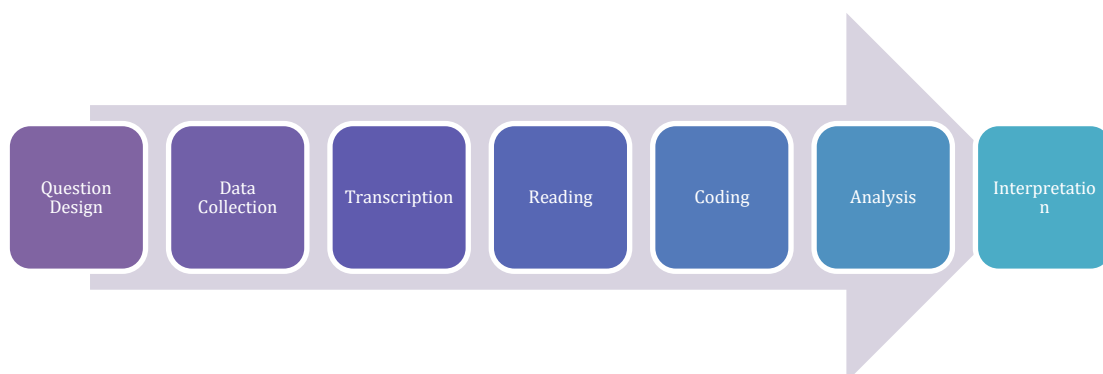 Question
Design
Data
Collection
Transcription
Reading
Coding
Analysis
Interpretatio
n